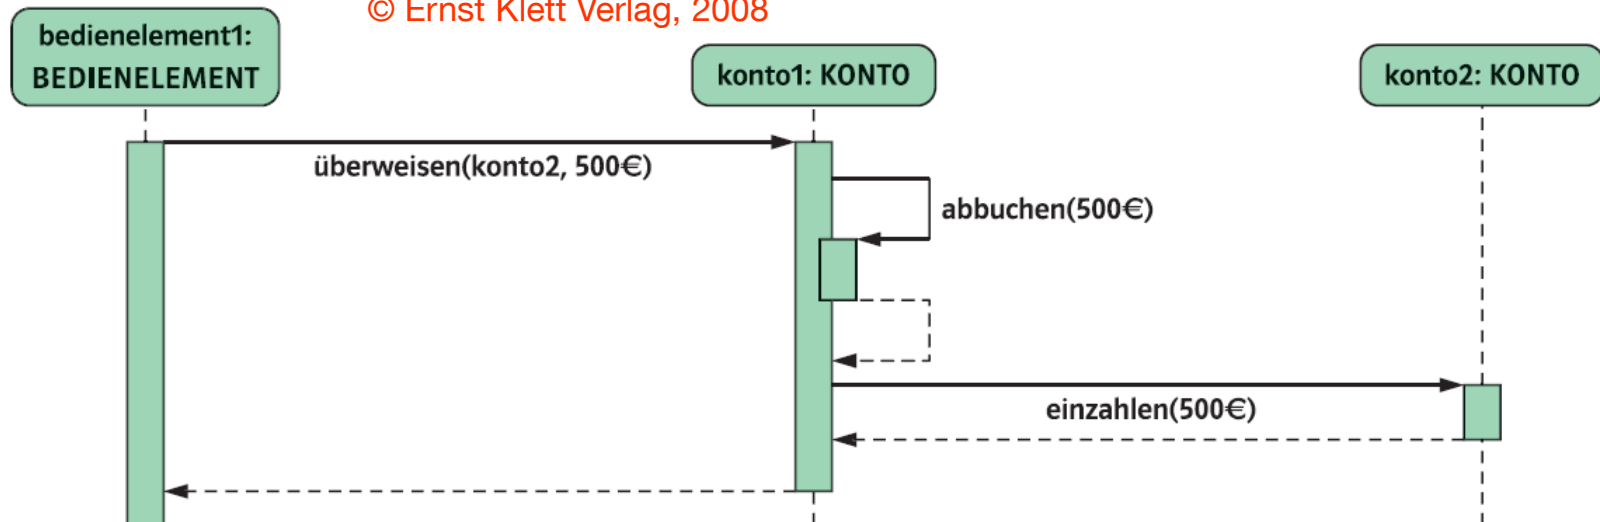 © Ernst Klett Verlag, 2008
bedienelement1:
BEDIENELEMENT
konto1: KONTO
konto2: KONTO
überweisen(konto2, 500€)
abbuchen(500€)
einzahlen(500€)